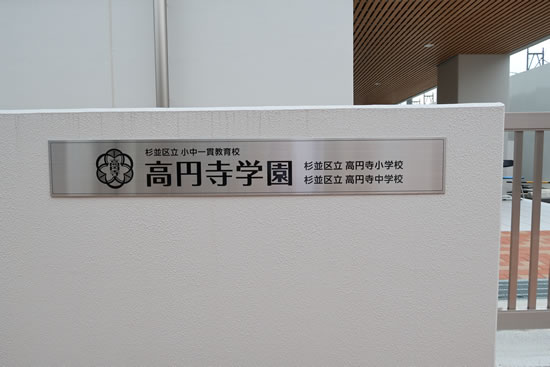 杉並区立 小中一貫教育校
高円寺学園
杉並区立 高円寺小学校
杉並区立 高円寺中学校